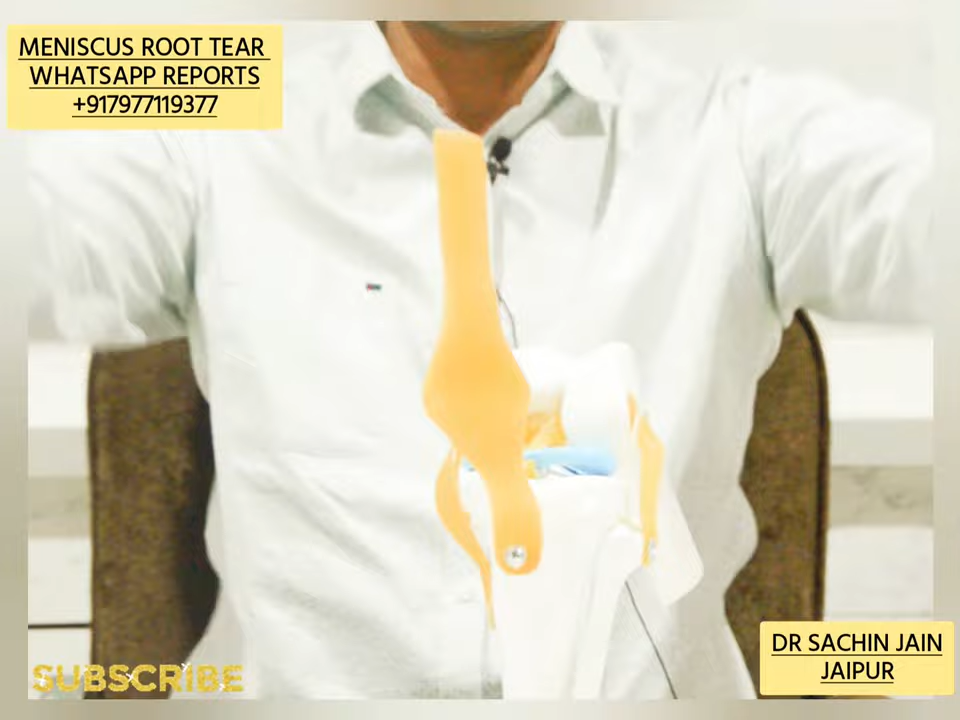 MENISCUS ROOT TEAR
WHATSAPP REPORTS
+917977119377
SUBSCRIBE
DR SACHIN JAIN
JAIPUR